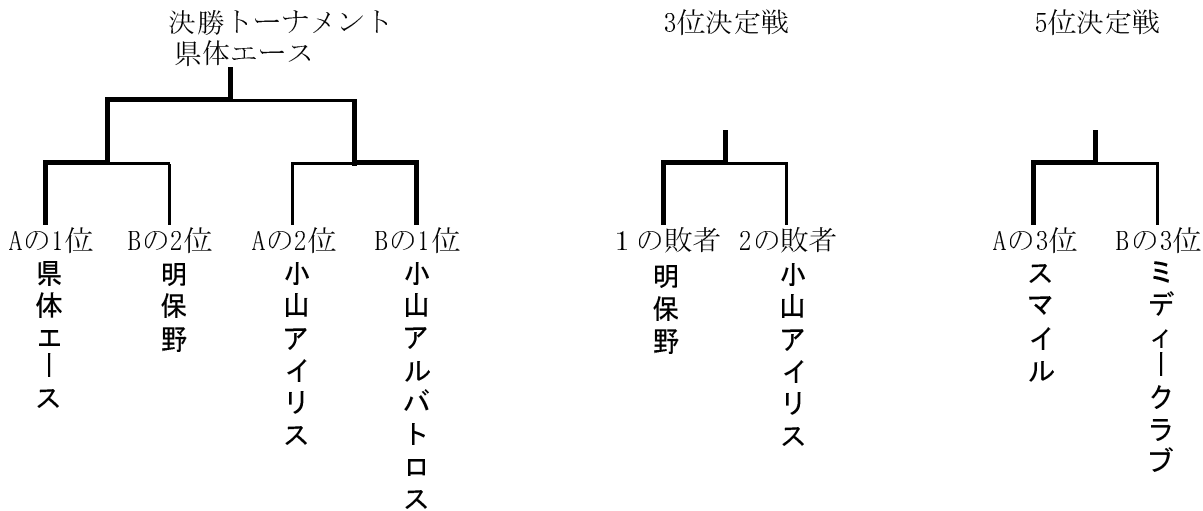 決勝トーナメント
県体エース
Aの1位
Bの2位
Aの2位
Bの1位
県体エース
明保野
小山アイリス
小山アルバトロス
3位決定戦
１の敗者
2の敗者
明保野
小山アイリス
5位決定戦
Aの3位
Bの3位
スマイル
ミディークラブ